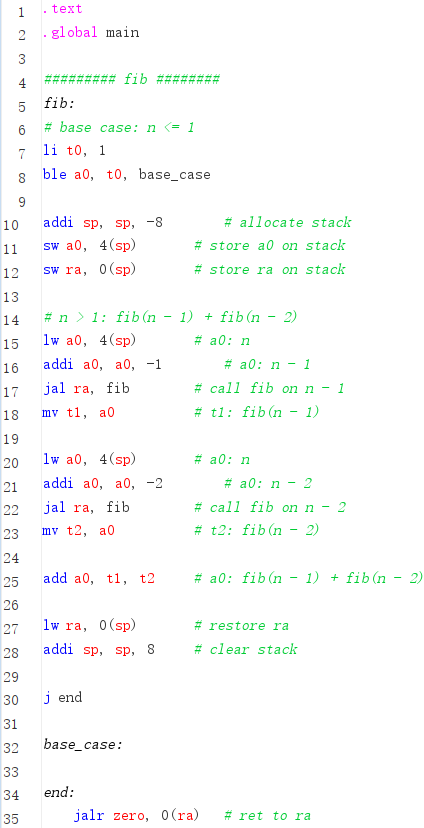 1 .text
2 .global main
3
4 ######### fib ########
5 fib:
6 # base case: n <= 1
7 li t0, 1
8 ble a0, t0, base_case
9
10 addi sp, sp, -8 # allocate stack
11 sw a0, 4(sp) # store a0 on stack
12 sw ra, 0(sp) # store ra on stack
13
14 # n > 1: fib(n - 1) + fib(n - 2)
15 lw a0, 4(sp) # a0: n
16 addi a0, a0, -1 # a0: n - 1
17 jal ra, fib # call fib on n - 1
18 mv t1, a0 # t1: fib(n - 1)
19
20 lw a0, 4(sp) # a0: n
21 addi a0, a0, -2 # a0: n - 2
22 jal ra, fib # call fib on n - 2
23 mv t2, a0 # t2: fib(n - 2)
24
25 add a0, t1, t2 # a0: fib(n - 1) + fib(n - 2)
26
27 lw ra, 0(sp) # restore ra
28 addi sp, sp, 8 # clear stack
29
30 j end
31
32 base_case:
33
34 end:
35 jalr zero, 0(ra) # ret to ra